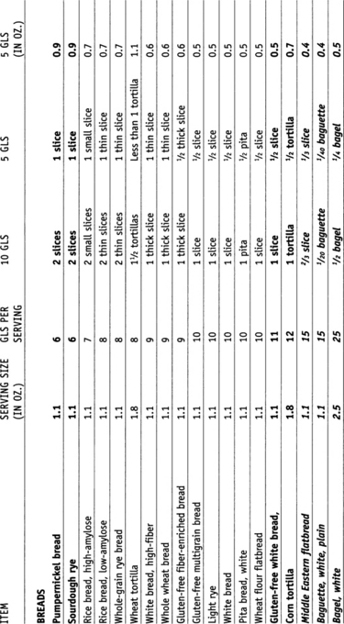 ITEM SERVING SIZE (IN OZ.) GLS PER SERVING 10 GLS 5 GLS 5 GLS (IN OZ.)
BREADS
Pumpernickel bread 1.1 6 2 slices 1 slice 0.9
Sourdough rye 1.1 6 2 slices 1 slice 0.9
Rice bread, high-amylose 1.1 7 2 small slices 1 small slice 0.7
Rice bread, low-amylose 1.1 8 2 thin slices 1 thin slice 0.7
Whole-grain rye bread 1.1 8 2 thin slices 1 thin slice 0.7
Wheat tortilla 1.8 8 1½ tortillas Less than 1 tortilla 1.1
White bread, high-fiber 1.1 9 1 thick slice 1 thin slice 0.6
Whole wheat bread 1.1 9 1 thick slice 1 thin slice 0.6
Gluten-free fiber-enriched bread 1.1 9 1 thick slice ½ thick slice 0.6
Gluten-free multigrain bread 1.1 10 1 slice ½ slice 0.5
Light rye 1.1 10 1 slice ½ slice 0.5
White bread 1.1 10 1 slice ½ slice 0.5
Pita bread, white 1.1 10 1 pita ½ pita 0.5
Wheat flour flatbread 1.1 10 1 slice ½ slice 0.5
Gluten-free white bread, 1.1 11 1 slice ½ slice 0.5
Corn tortilla 1.8 12 1 tortilla ½ tortilla 0.7
Middle Eastern flatbread 1.1 15 ⅔ slice ⅓ slice 0.4
Baguette, white, plain 1.1 15 1/20 baguette 1/40 baguette 0.4
Bagel, white 2.5 25 ½ bagel ¼ bagel 0.5